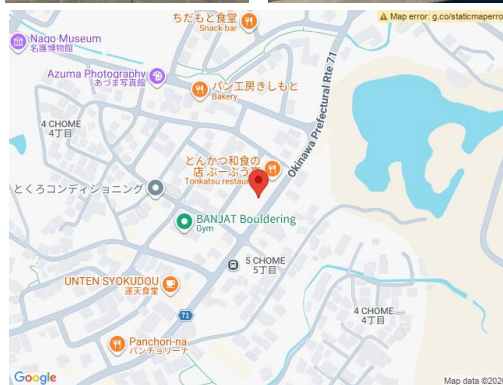 ちだもと食堂
Snack bar
Map error: g.co/staticmaperro
Nago Museum
名護博物館
Azuma Photography
あづま写真館
パン工房きしもと
Bakery
4 CHOME
4丁目
Okinawa Prefectural Rte 71
とんかつ和食の
店 ぶーぶう
Tonkatsu restaur
とくろコンディショニング
BANJAT Bouldering
Gym
5 CHOME
5丁目
UNTEN SYOKUDOU
運天食堂
4 CHOME
4丁目
71
Panchori-na
パンチョリーナ
Google
Map data ©2026